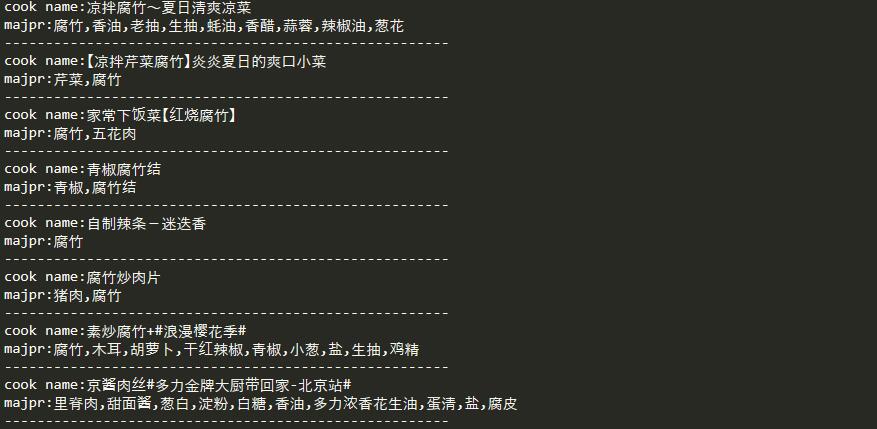 cook name:凉拌腐竹～夏日清爽凉菜
majpr:腐竹,香油,老抽,生抽,蚝油,香醋,蒜蓉,辣椒油,葱花
------------------------------------------------------
cook name:【凉拌芹菜腐竹】炎炎夏日的爽口小菜
majpr:芹菜,腐竹
------------------------------------------------------
cook name:家常下饭菜【红烧腐竹】
majpr:腐竹,五花肉
------------------------------------------------------
cook name:青椒腐竹结
majpr:青椒,腐竹结
------------------------------------------------------
cook name:自制辣条－迷迭香
majpr:腐竹
------------------------------------------------------
cook name:腐竹炒肉片
majpr:猪肉,腐竹
------------------------------------------------------
cook name:素炒腐竹+#浪漫樱花季#
majpr:腐竹,木耳,胡萝卜,干红辣椒,青椒,小葱,盐,生抽,鸡精
------------------------------------------------------
cook name:京酱肉丝#多力金牌大厨带回家-北京站#
majpr:里脊肉,甜面酱,葱白,淀粉,白糖,香油,多力浓香花生油,蛋清,盐,腐皮
------------------------------------------------------